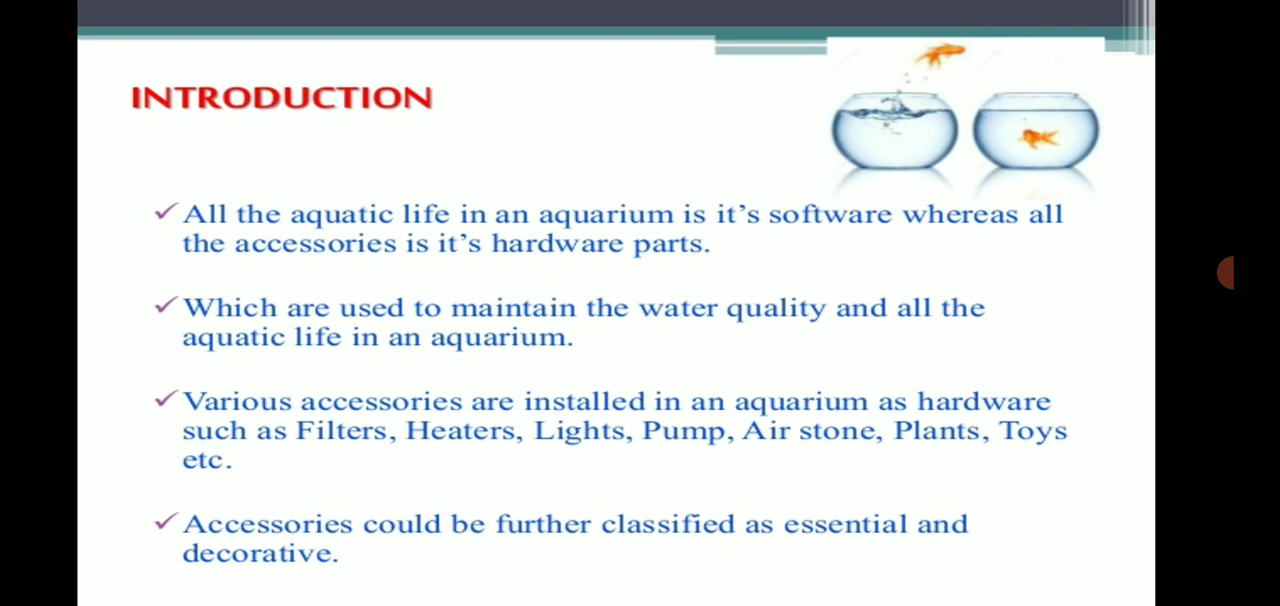 INTRODUCTION
✓All the aquatic life in an aquarium is it’s software whereas all
the accessories is it’s hardware parts.
✓Which are used to maintain the water quality and all the
aquatic life in an aquarium.
✓Various accessories are installed in an aquarium as hardware
such as Filters, Heaters, Lights, Pump, Air stone, Plants, Toys
etc.
✓Accessories could be further classified as essential and
decorative.